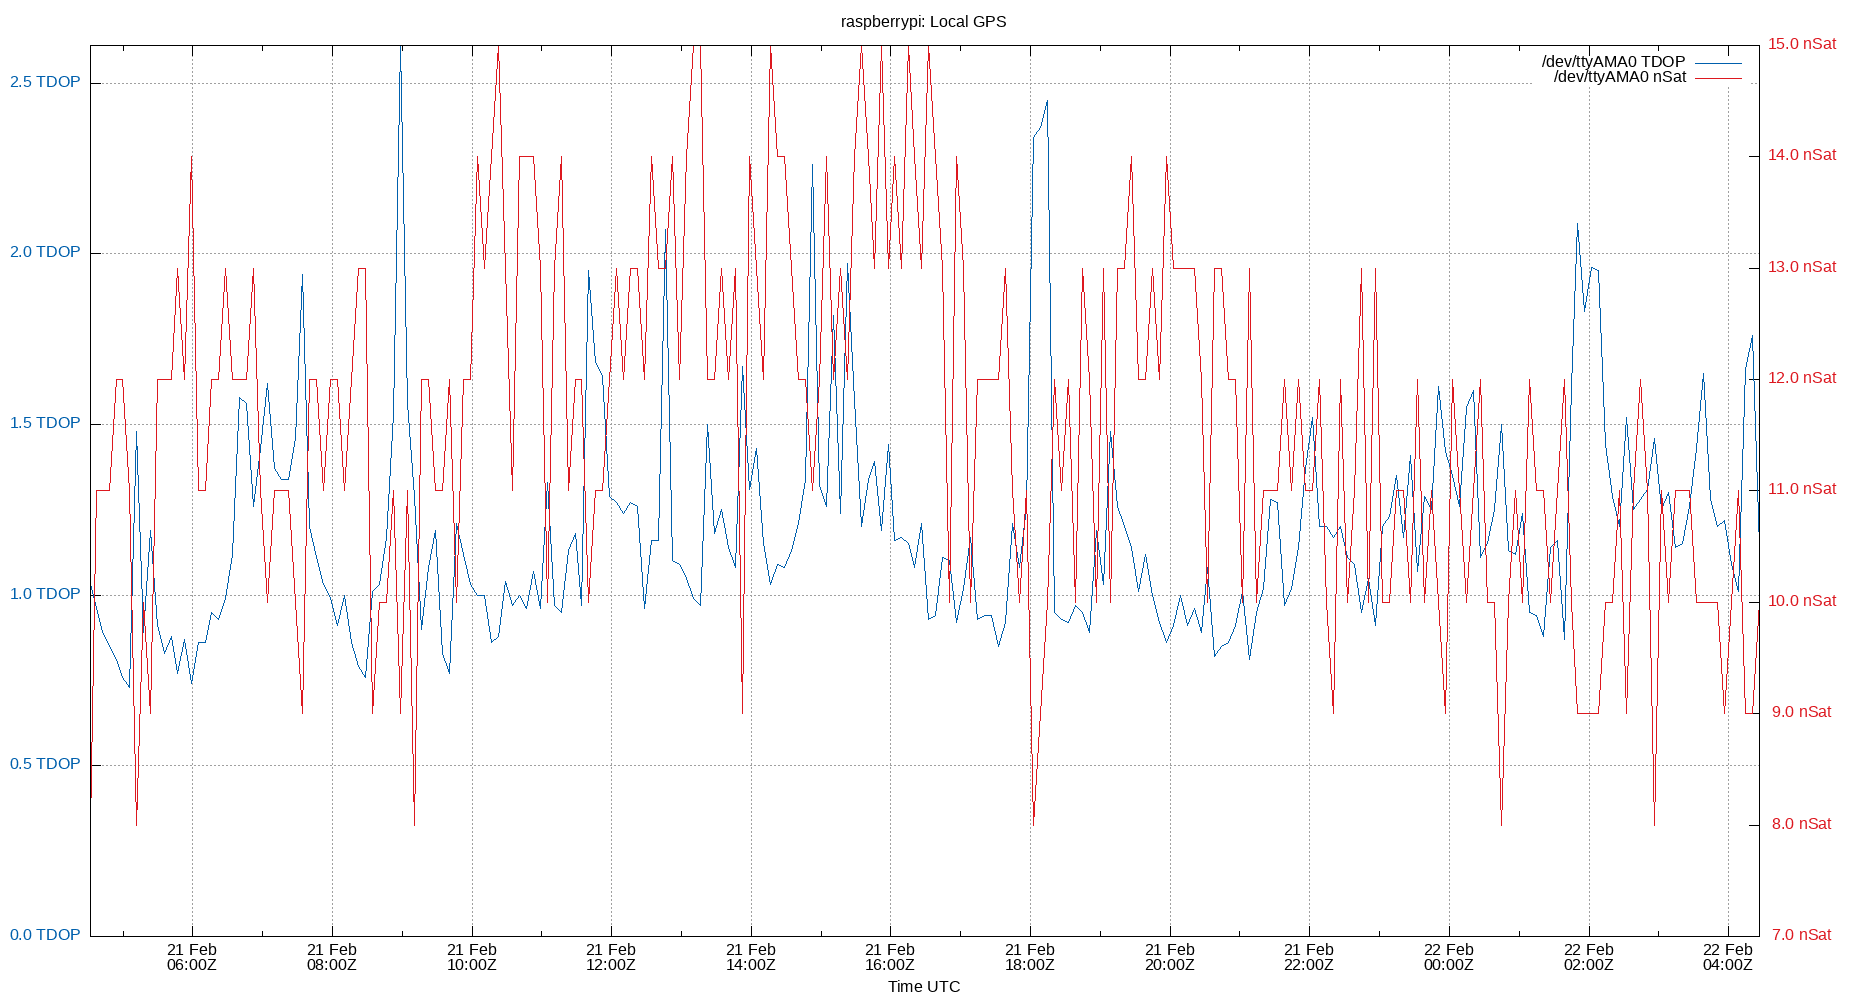 raspberrypi: Local GPS
/dev/ttyAMA0 TDOP
/dev/ttyAMA0 nSat
2.5 TDOP
2.0 TDOP
1.5 TDOP
1.0 TDOP
0.5 TDOP
0.0 TDOP
15.0 nSat
14.0 nSat
13.0 nSat
12.0 nSat
11.0 nSat
10.0 nSat
9.0 nSat
8.0 nSat
7.0 nSat
21 Feb 21 Feb 21 Feb 21 Feb 21 Feb 21 Feb 21 Feb 21 Feb 21 Feb 22 Feb 22 Feb 22 Feb
06:00Z 08:00Z 10:00Z 12:00Z 14:00Z 16:00Z 18:00Z 20:00Z 22:00Z 00:00Z 02:00Z 04:00Z
Time UTC